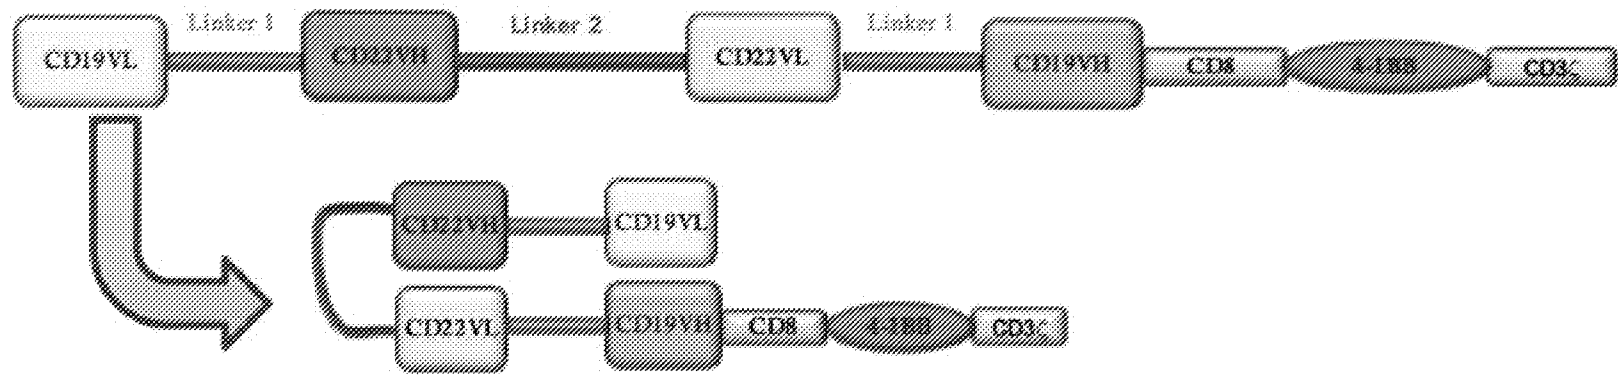 Linker 1 Linker 2 Linker 1
CD19VL CD22VH CD22VL CD19VH CD8 4-1BB CD3ζ
CD22VH CD19VL
CD22VL CD19VH CD8 4-1BB CD3ζ